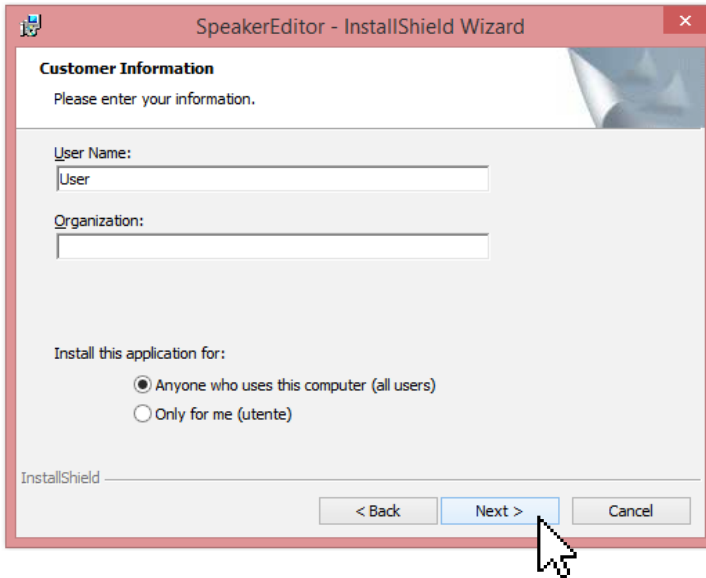 SpeakerEditor - InstallShield Wizard
Customer Information
Please enter your information.
User Name:
User
Organization:
Install this application for:
Anyone who uses this computer (all users)
Only for me (utente)
InstallShield
< Back Next > Cancel